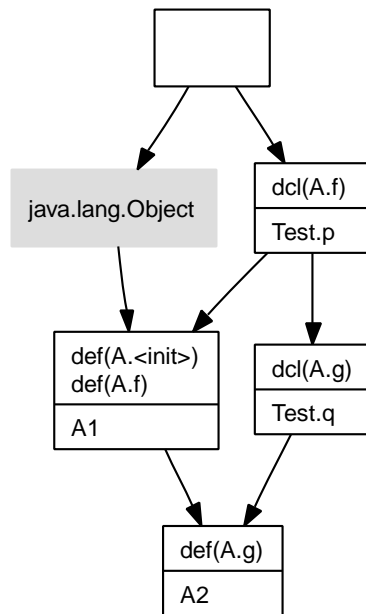 dcl(A.f)
java.lang.Object
Test.p
def(A.<init>)
def(A.f)
dcl(A.g)
A1
Test.q
def(A.g)
A2